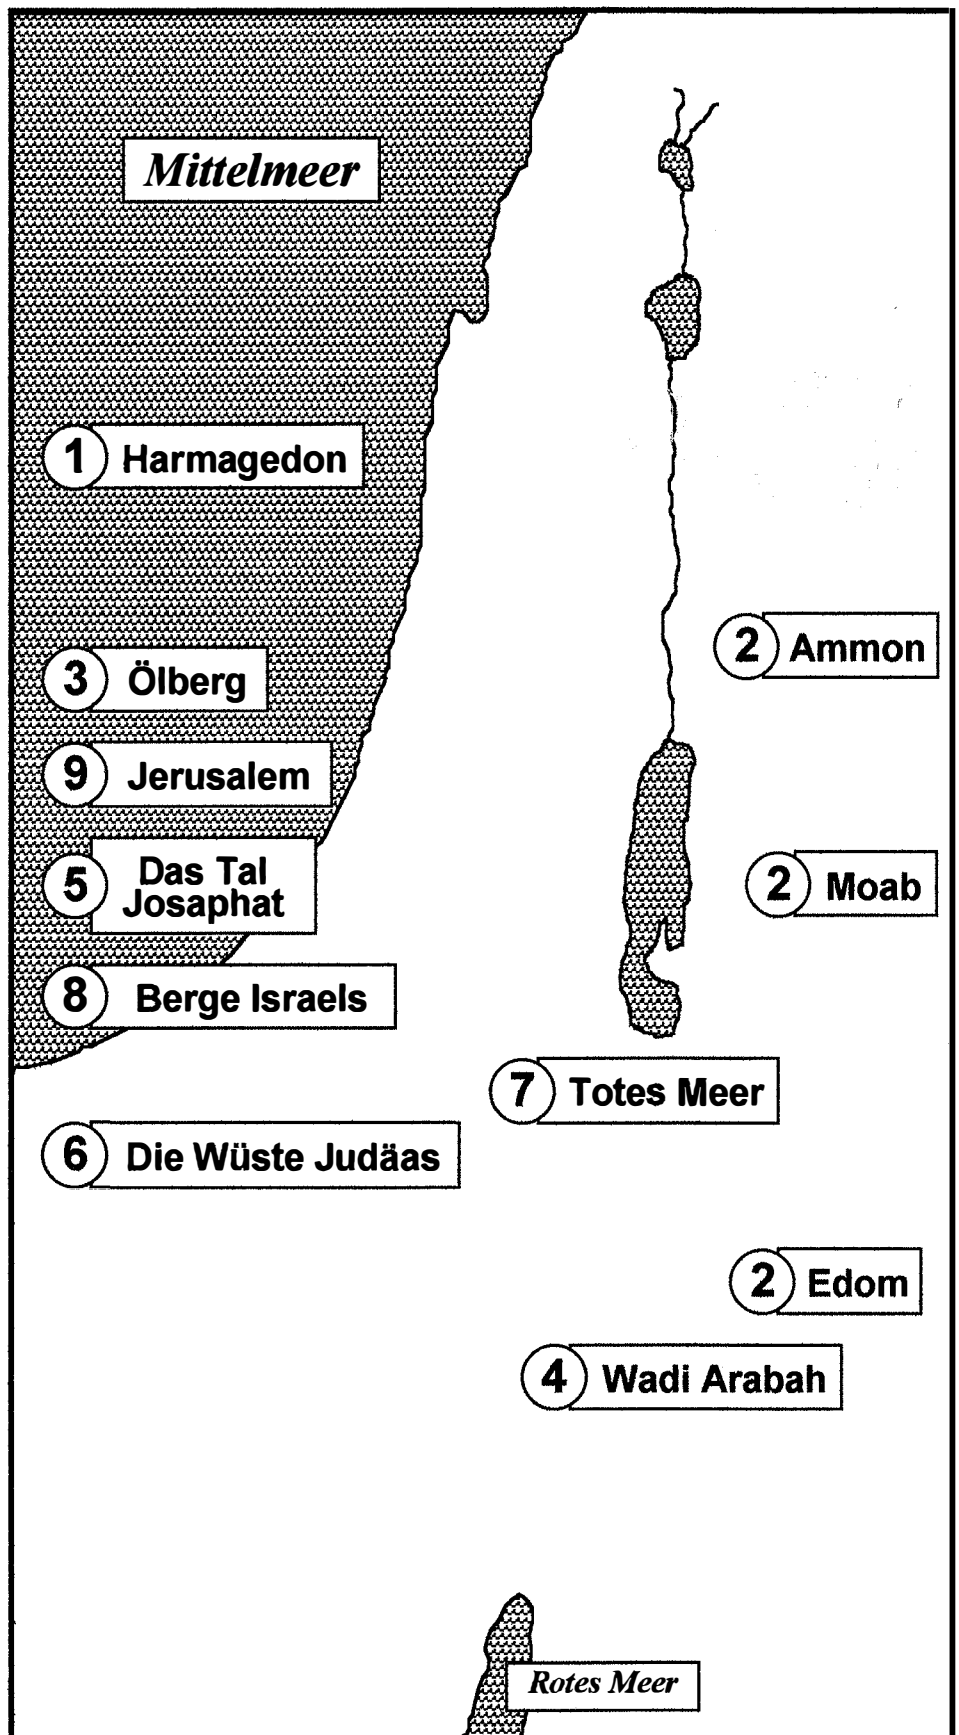 Mittelmeer
1 Harmagedon
2 Ammon
3 Ölberg
9 Jerusalem
5 Das Tal
Josaphat
2 Moab
8 Berge Israels
7 Totes Meer
6 Die Wüste Judäas
2 Edom
4 Wadi Arabah
Rotes Meer